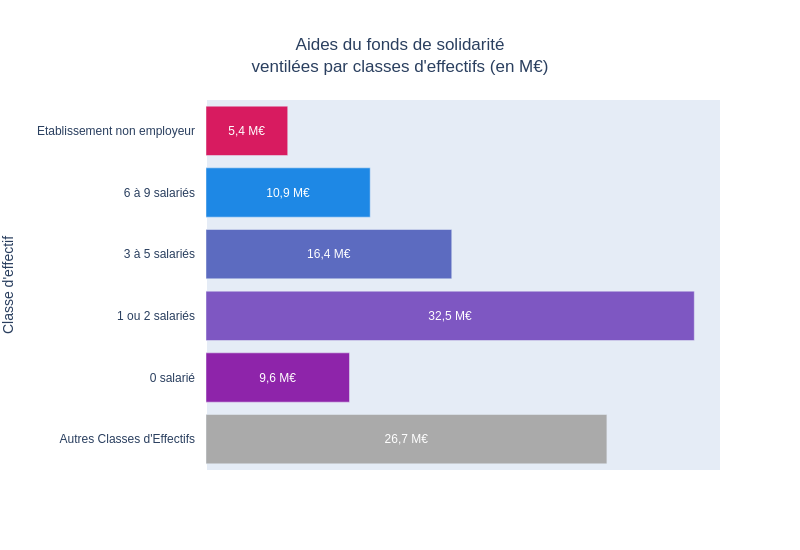 Aides du fonds de solidarité
ventilées par classes d'effectifs (en M€)
Classe d'effectif
Etablissement non employeur
5,4 M€
6 à 9 salariés
10,9 M€
3 à 5 salariés
16,4 M€
1 ou 2 salariés
32,5 M€
0 salarié
9,6 M€
Autres Classes d'Effectifs
26,7 M€